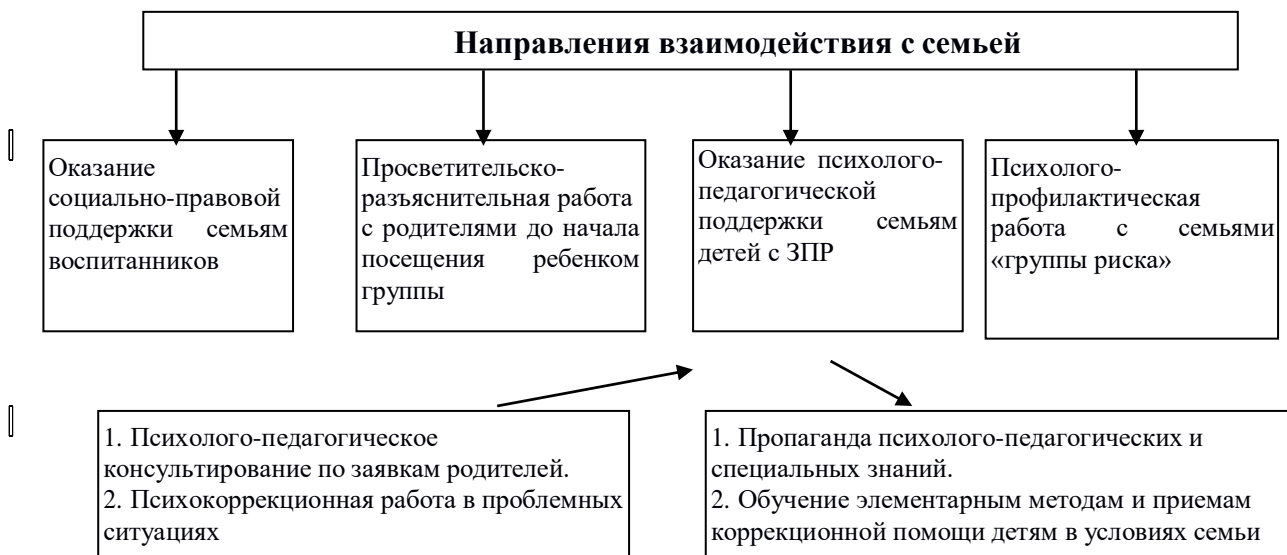 Направления взаимодействия с семьей
Оказание
социально-правовой
поддержки семьям
воспитанников
Просветительско-
разъяснительная работа
с родителями до начала
посещения ребенком
группы
Оказание психолого-
педагогической
поддержки семьям
детей с ЗПР
Психолого-
профилактическая
работа с семьями
«группы риска»
1. Психолого-педагогическое
консультирование по заявкам родителей.
2. Психокоррекционная работа в проблемных
ситуациях
1. Пропаганда психолого-педагогических и
специальных знаний.
2. Обучение элементарным методам и приемам
коррекционной помощи детям в условиях семьи